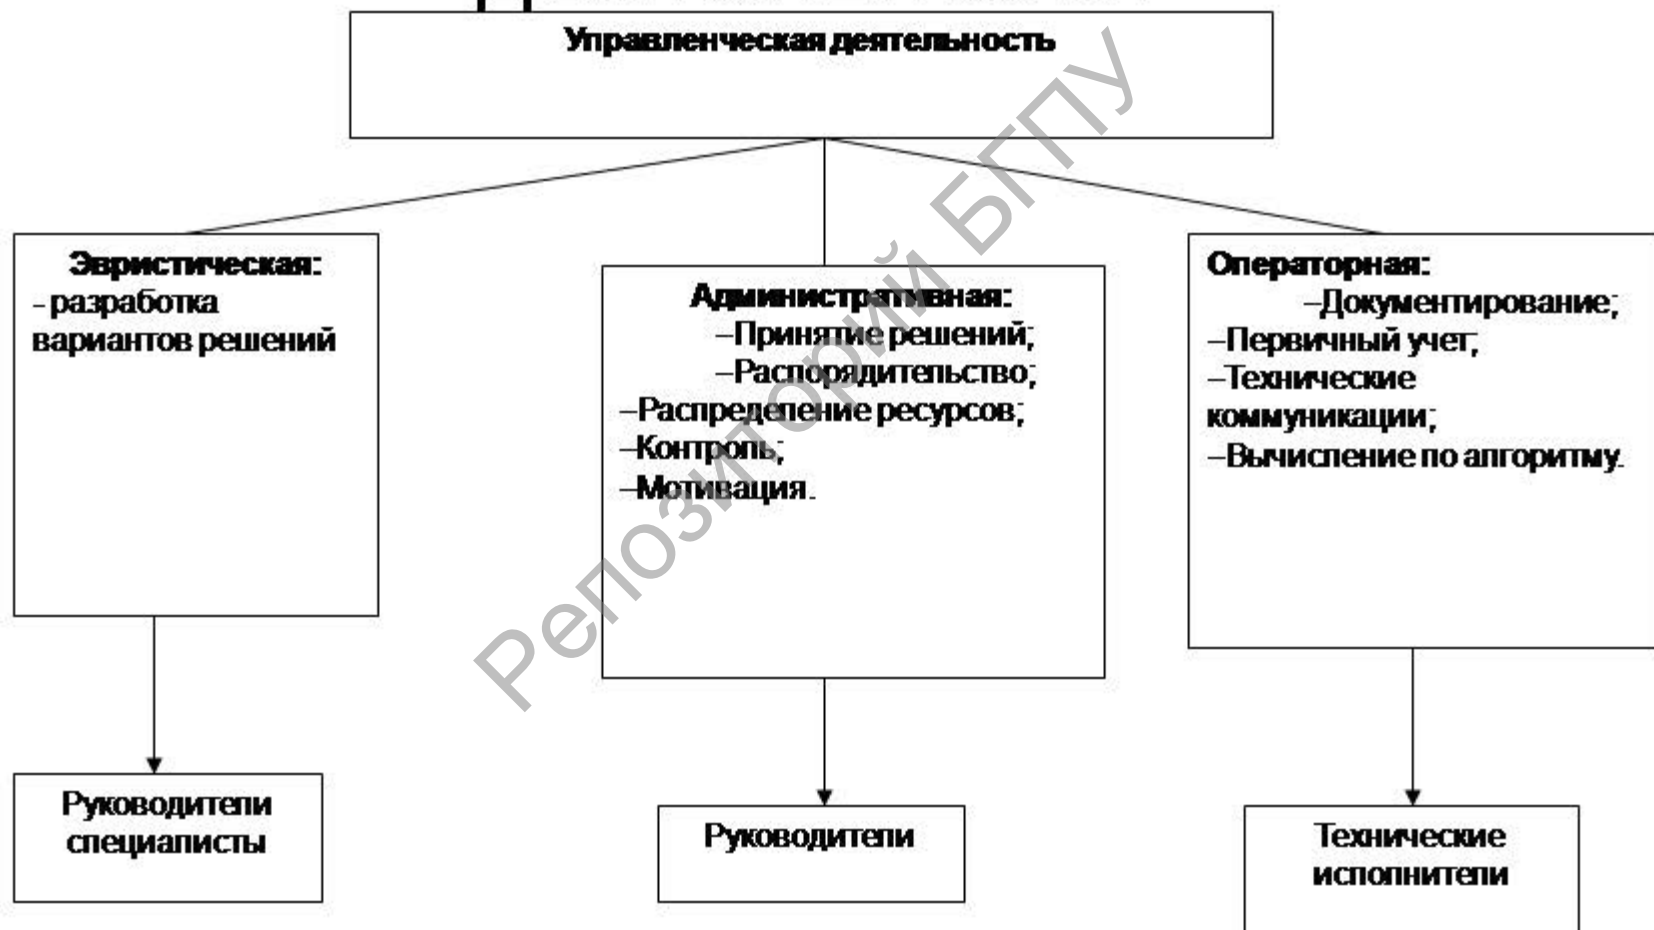 Управленческая деятельность
Эвристическая:
- разработка
вариантов решений
Административная:
–Принятие решений;
–Распорядительство;
–Распределение ресурсов;
–Контроль;
–Мотивация.
Операторная:
–Документирование;
–Первичный учет;
–Технические
коммуникации;
–Вычисление по алгоритму.
Руководители
специалисты
Руководители
Технические
исполнители
Репозиторий БГПУ